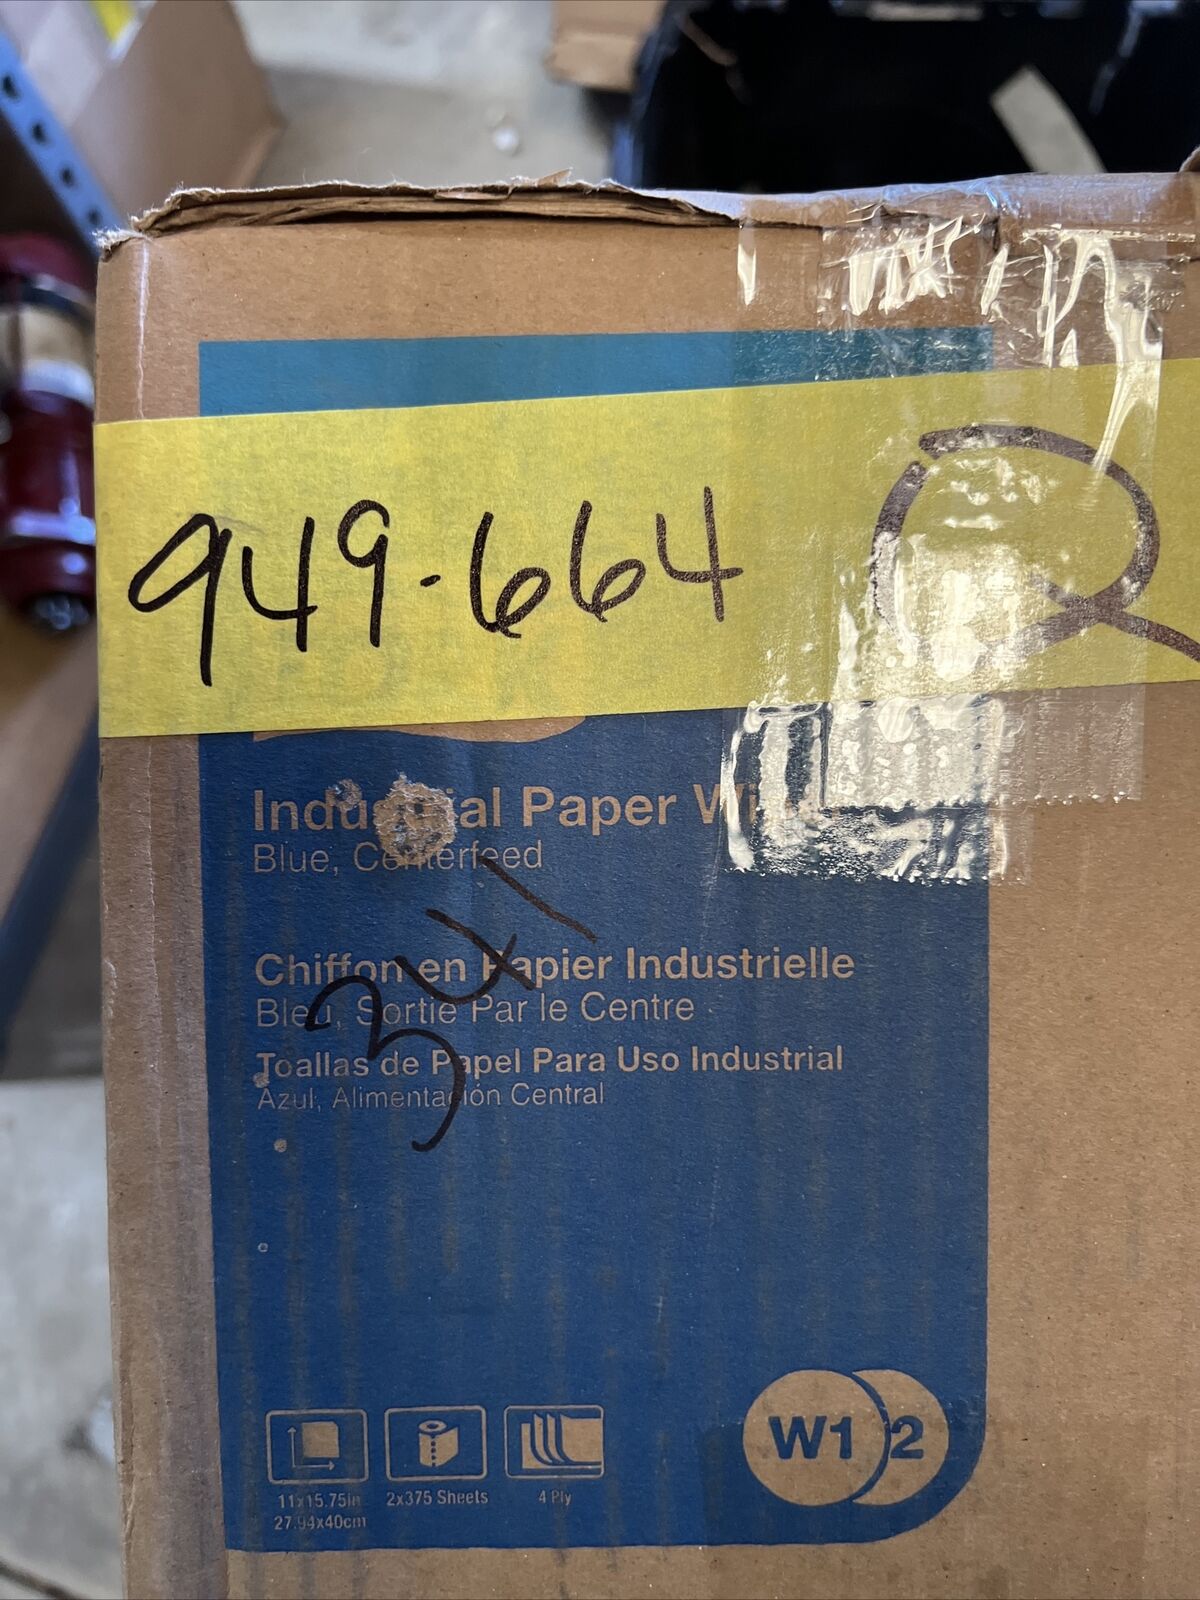 949-664 Q
Industrial Paper
Blue, Centerfeed
341
Chiffon en Papier Industrielle
Bleu, Sortie Par le Centre
Toallas de Papel Para Uso Industrial
Azul, Alimentación Central
W1 2
11x15.75in 2x375 Sheets 4 Ply
27.94x40cm